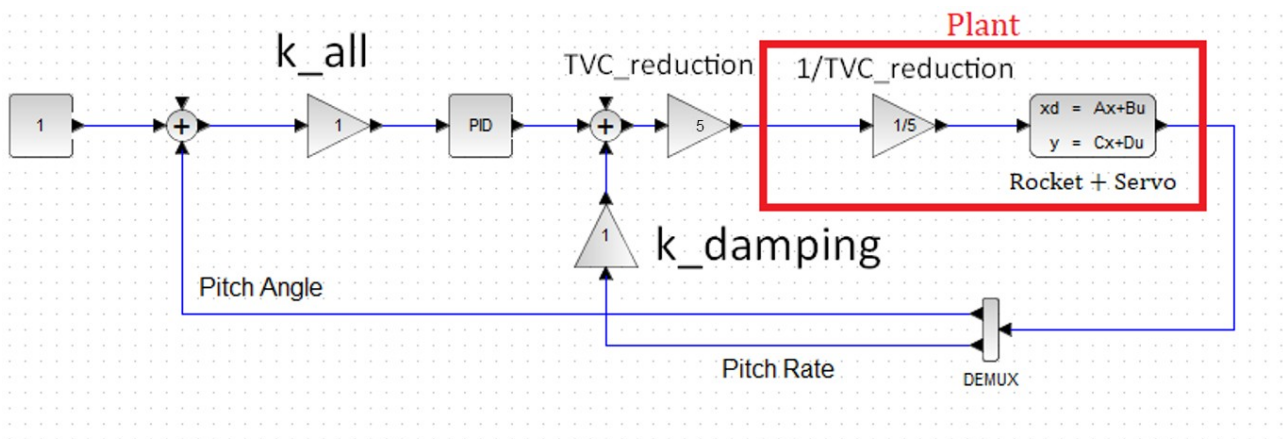 Plant
k_all
TVC_reduction
1/TVC_reduction
1
+
1
PID
+
5
1/5
xd = Ax+Bu
y = Cx+Du
Rocket + Servo
1
k_damping
Pitch Angle
Pitch Rate
DEMUX